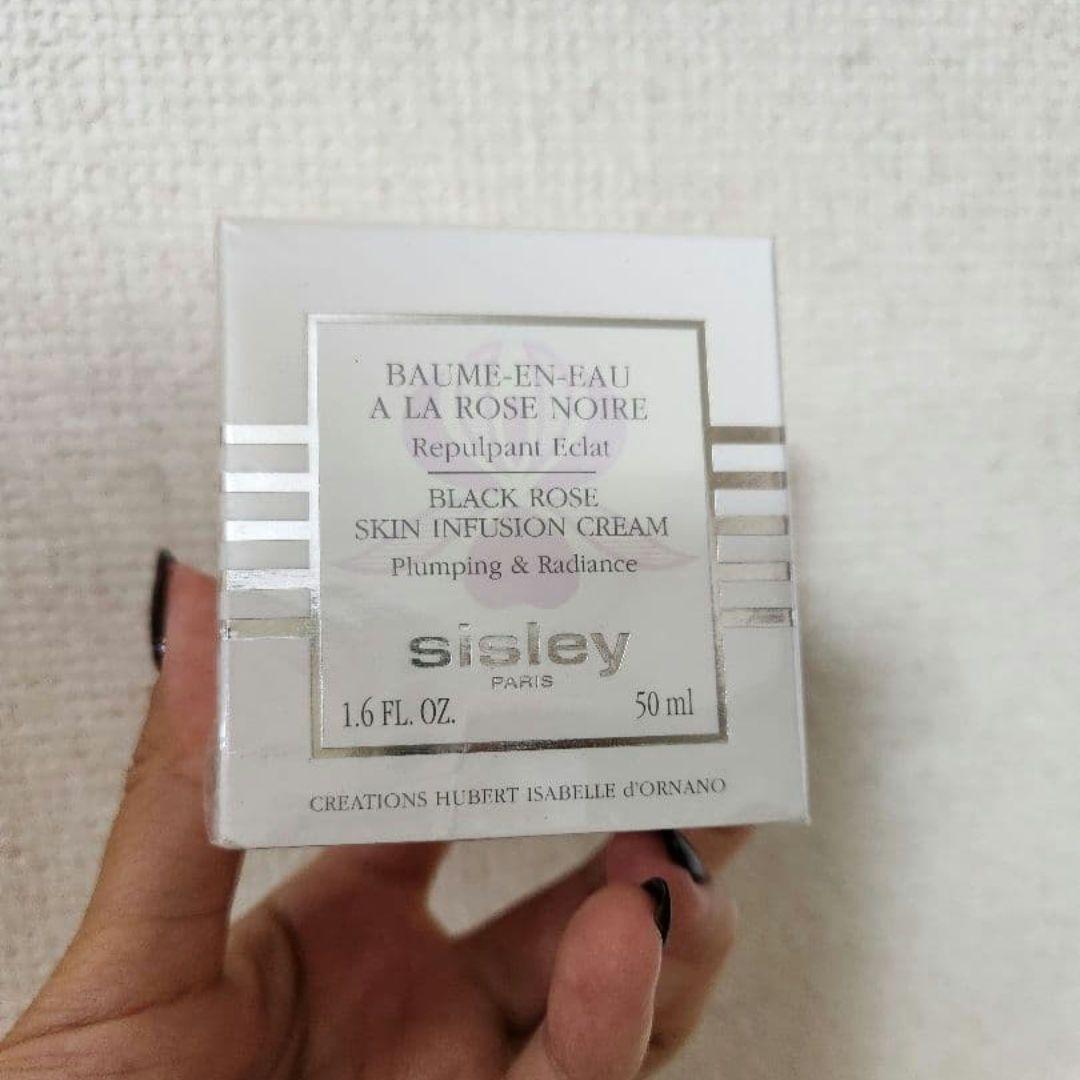 BAUME-EN-EAU
A LA ROSE NOIRE
Repulpant Eclat
BLACK ROSE
SKIN INFUSION CREAM
Plumping & Radiance
sisley
PARIS
1.6 FL. OZ. 50 ml
CREATIONS HUBERT ISABELLE d'ORNANO